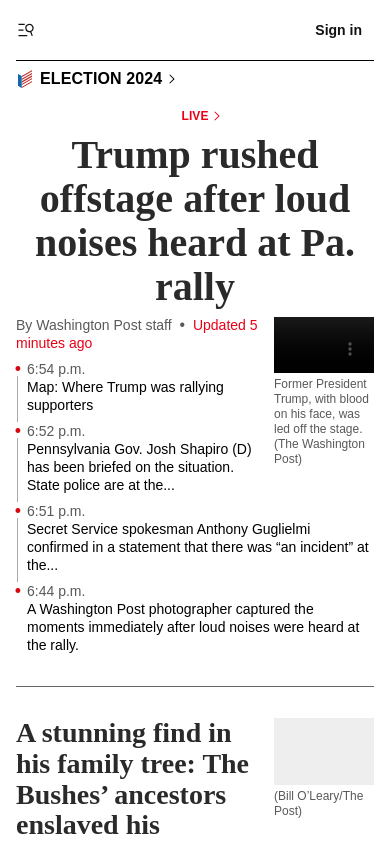 Sign in
ELECTION 2024
LIVE
Trump rushed
offstage after loud
noises heard at Pa.
rally
By Washington Post staff • Updated 5
minutes ago
6:54 p.m.
Map: Where Trump was rallying
supporters
6:52 p.m.
Pennsylvania Gov. Josh Shapiro (D)
has been briefed on the situation.
State police are at the...
6:51 p.m.
Secret Service spokesman Anthony Guglielmi
confirmed in a statement that there was “an incident” at
the...
6:44 p.m.
A Washington Post photographer captured the
moments immediately after loud noises were heard at
the rally.
Former President
Trump, with blood
on his face, was
led off the stage.
(The Washington
Post)
A stunning find in
his family tree: The
Bushes’ ancestors
enslaved his
(Bill O’Leary/The
Post)